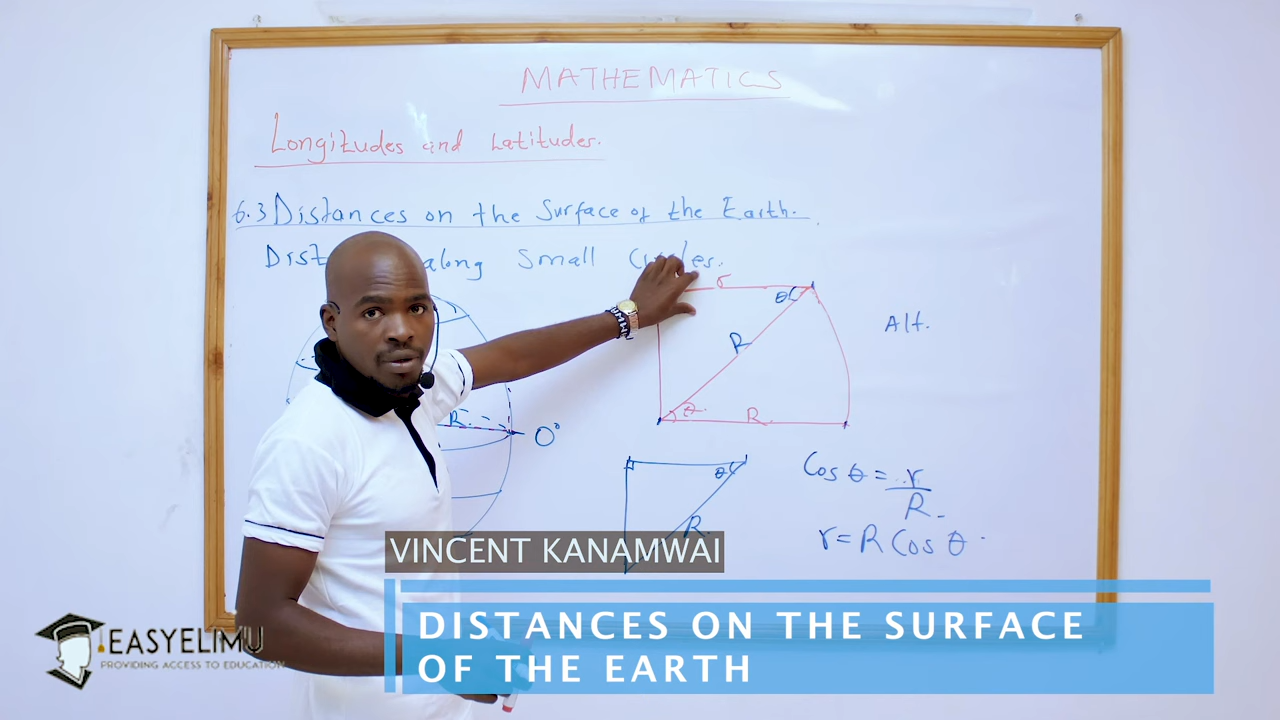 MATHEMATICS
Longitudes and Latitudes.
6.3 Distances on the Surface of the Earth.
along Small
r
θ
Alt.
R
R.
θ
R
0°
θ
Cos θ = r/R
R.
r = R Cos θ
VINCENT KANAMWAI
DISTANCES ON THE SURFACE
OF THE EARTH
EASYELIMU
PROVIDING ACCESS TO EDUCATION